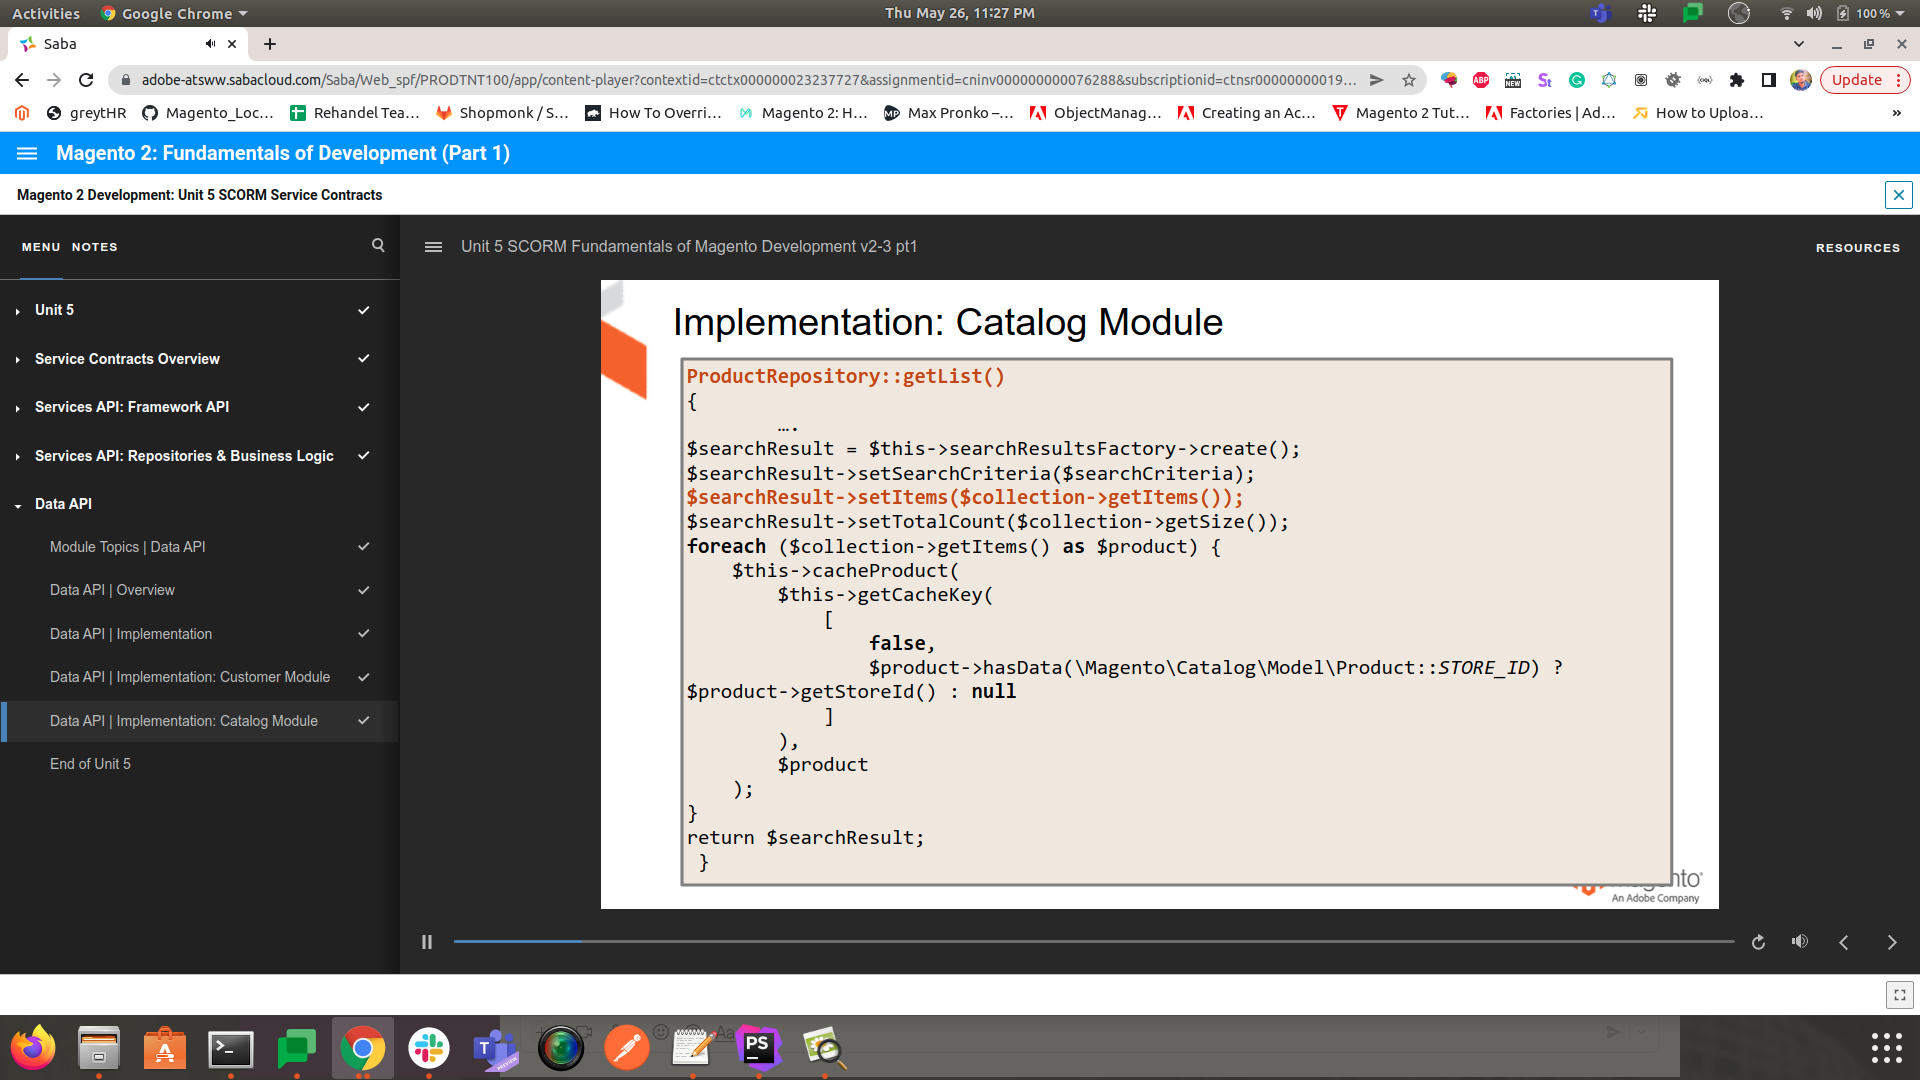 Activities
Google Chrome
Thu May 26, 11:27 PM
100 %
Saba
adobe-atsww.sabacloud.com/Saba/Web_spf/PRODTNT100/app/content-player?contextid=ctctx000000023237727&assignmentid=cninv000000000076288&subscriptionid=ctnsr00000000019...
ABP
NEW
St
Update
greytHR
Magento_Loc...
Rehandel Tea...
Shopmonk / S...
How To Overri...
Magento 2: H...
Max Pronko –...
ObjectManag...
Creating an Ac...
Magento 2 Tut...
Factories | Ad...
How to Uploa...
»
Magento 2: Fundamentals of Development (Part 1)
Magento 2 Development: Unit 5 SCORM Service Contracts
MENU
NOTES
Unit 5 SCORM Fundamentals of Magento Development v2-3 pt1
RESOURCES
Unit 5
Service Contracts Overview
Services API: Framework API
Services API: Repositories & Business Logic
Data API
Module Topics | Data API
Data API | Overview
Data API | Implementation
Data API | Implementation: Customer Module
Data API | Implementation: Catalog Module
End of Unit 5
Implementation: Catalog Module
ProductRepository::getList()
{
….
$searchResult = $this->searchResultsFactory->create();
$searchResult->setSearchCriteria($searchCriteria);
$searchResult->setItems($collection->getItems());
$searchResult->setTotalCount($collection->getSize());
foreach ($collection->getItems() as $product) {
$this->cacheProduct(
$this->getCacheKey(
[
false,
$product->hasData(\Magento\Catalog\Model\Product::STORE_ID) ?
$product->getStoreId() : null
]
),
$product
);
}
return $searchResult;
}
An Adobe Company
PS